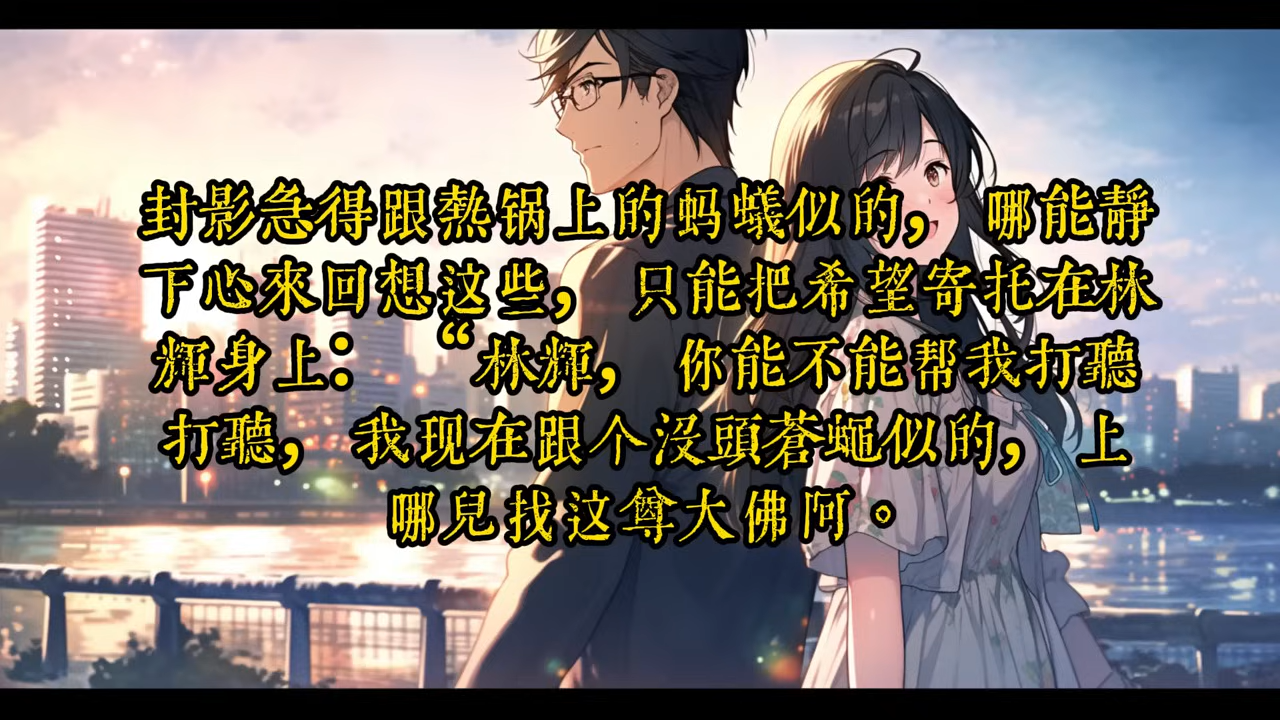 封影急得跟熱锅上的蚂蟻似的，哪能靜
下心來回想这些，只能把希望寄托在林
輝身上：“林輝，你能不能帮我打聽
打聽，我现在跟个沒頭蒼蠅似的，上
哪兒找这尊大佛阿。